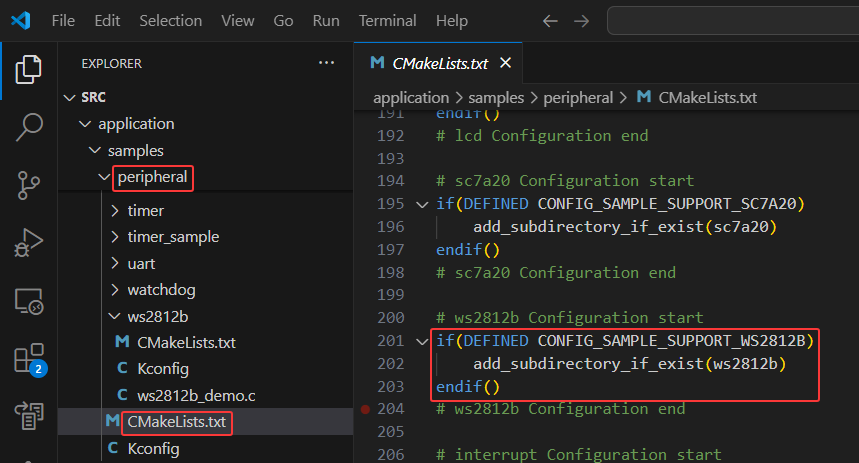 File Edit Selection View Go Run Terminal Help
EXPLORER
SRC
application
samples
peripheral
timer
timer_sample
uart
watchdog
ws2812b
M CMakeLists.txt
C Kconfig
C ws2812b_demo.c
M CMakeLists.txt
C Kconfig
2
M CMakeLists.txt
application > samples > peripheral > M CMakeLists.txt
191 endif()
192 # lcd Configuration end
193
194 # sc7a20 Configuration start
195 if(DEFINED CONFIG_SAMPLE_SUPPORT_SC7A20)
196 add_subdirectory_if_exist(sc7a20)
197 endif()
198 # sc7a20 Configuration end
199
200 # ws2812b Configuration start
201 if(DEFINED CONFIG_SAMPLE_SUPPORT_WS2812B)
202 add_subdirectory_if_exist(ws2812b)
203 endif()
204 # ws2812b Configuration end
205
206 # interrupt Configuration start